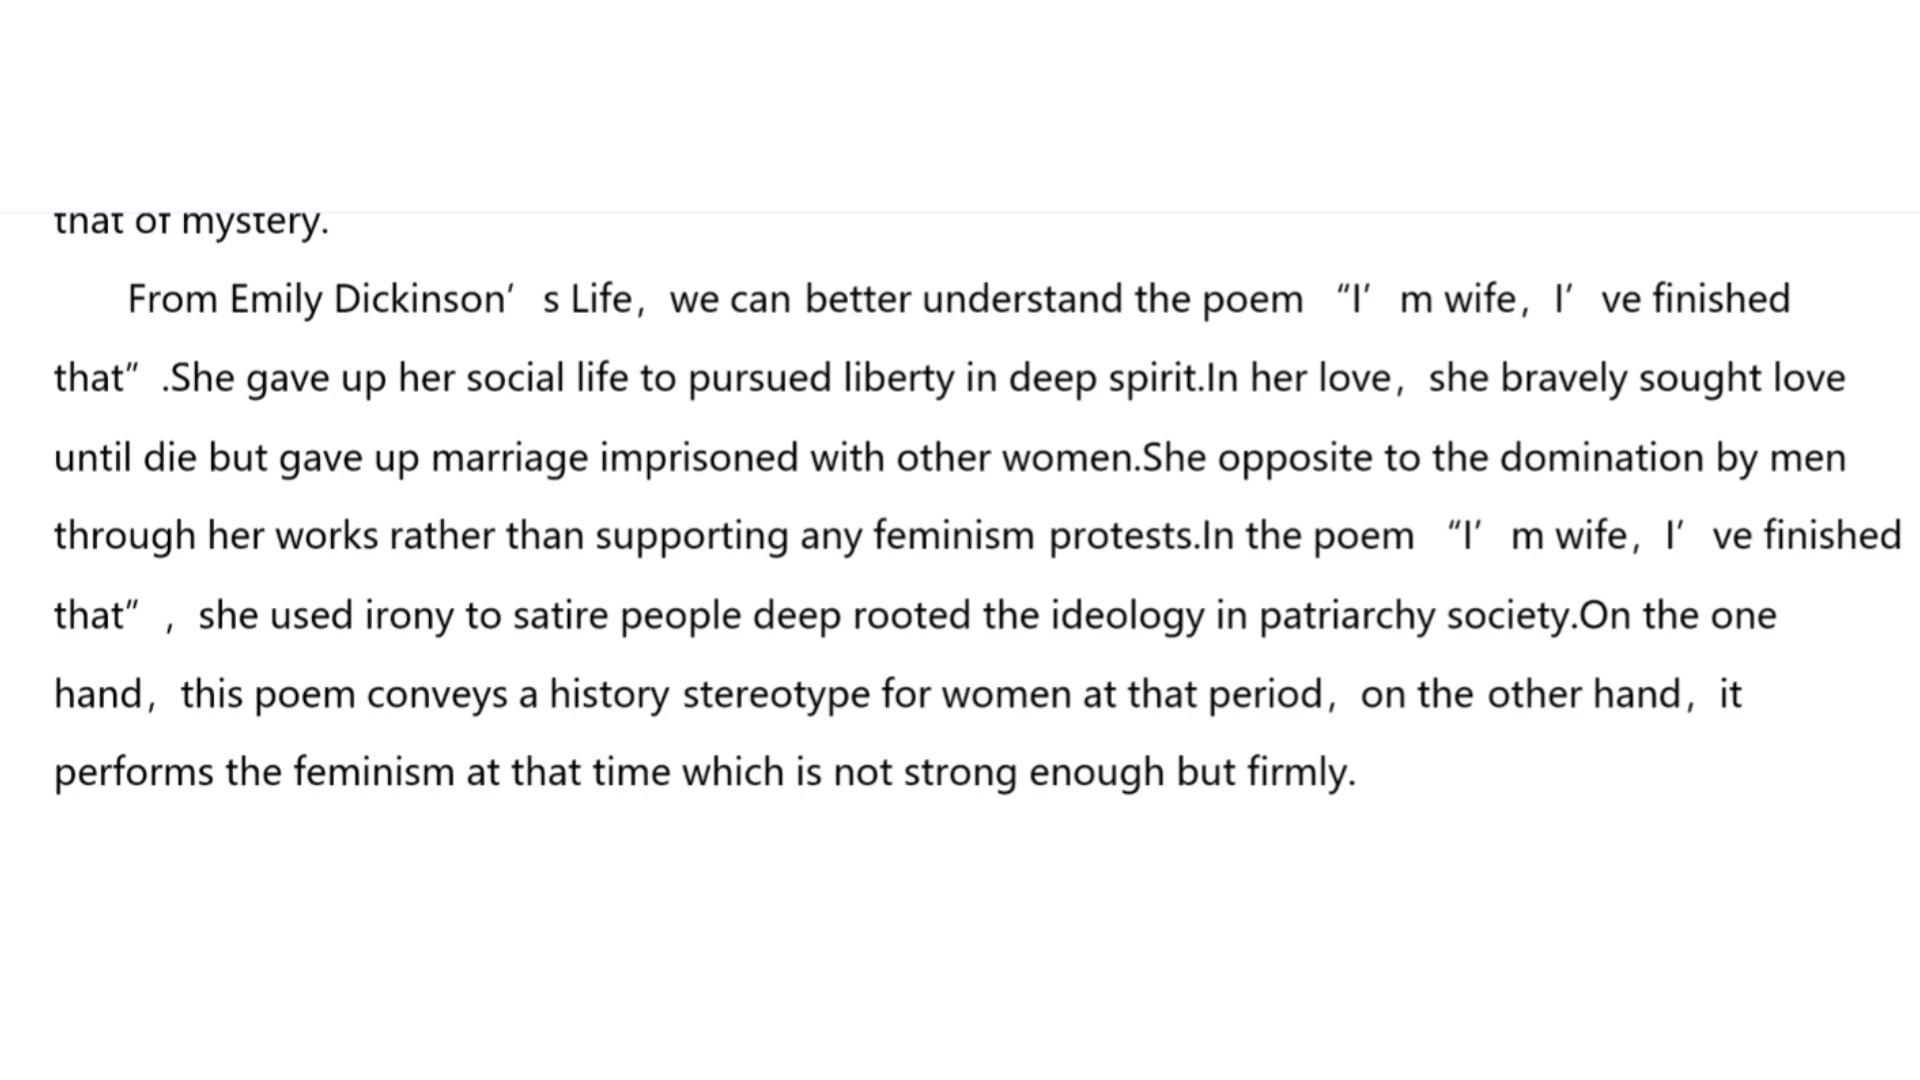 that of mystery.
From Emily Dickinson’s Life，we can better understand the poem “I’m wife，I’ve finished
that”.She gave up her social life to pursued liberty in deep spirit.In her love，she bravely sought love
until die but gave up marriage imprisoned with other women.She opposite to the domination by men
through her works rather than supporting any feminism protests.In the poem “I’m wife，I’ve finished
that”，she used irony to satire people deep rooted the ideology in patriarchy society.On the one
hand，this poem conveys a history stereotype for women at that period，on the other hand，it
performs the feminism at that time which is not strong enough but firmly.